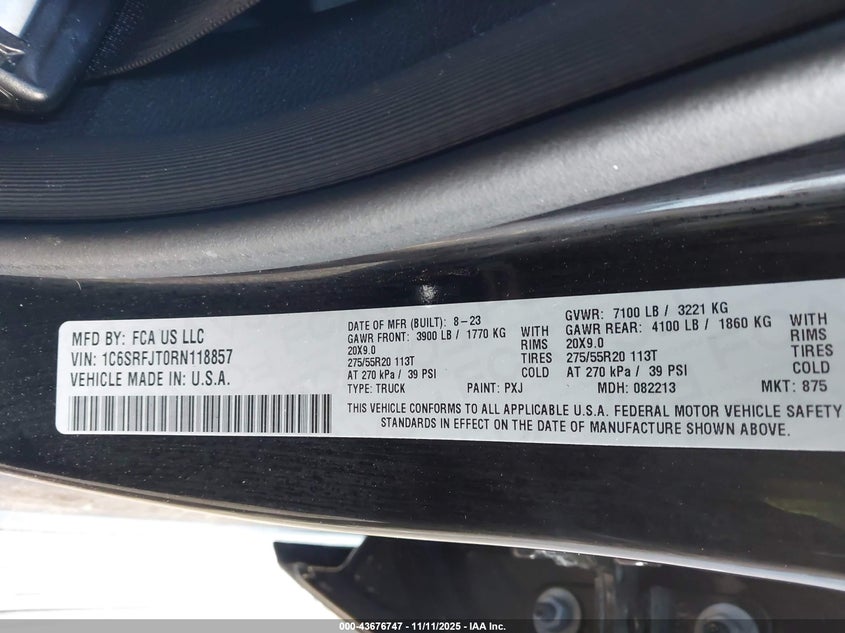 MFD BY: FCA US LLC
VIN: 1C6SRFJT0RN118857
VEHICLE MADE IN: U.S.A.
DATE OF MFR (BUILT): 8-23
GAWR FRONT: 3900 LB / 1770 KG WITH
20X9.0 RIMS
275/55R20 113T TIRES
AT 270 kPa / 39 PSI COLD
TYPE: TRUCK PAINT: PXJ MDH: 082213 MKT: 875
GVWR: 7100 LB / 3221 KG
GAWR REAR: 4100 LB / 1860 KG WITH
20X9.0 RIMS
275/55R20 113T TIRES
AT 270 kPa / 39 PSI COLD
THIS VEHICLE CONFORMS TO ALL APPLICABLE U.S.A. FEDERAL MOTOR VEHICLE SAFETY
STANDARDS IN EFFECT ON THE DATE OF MANUFACTURE SHOWN ABOVE.
000-43676747 - 11/11/2025 - IAA Inc.